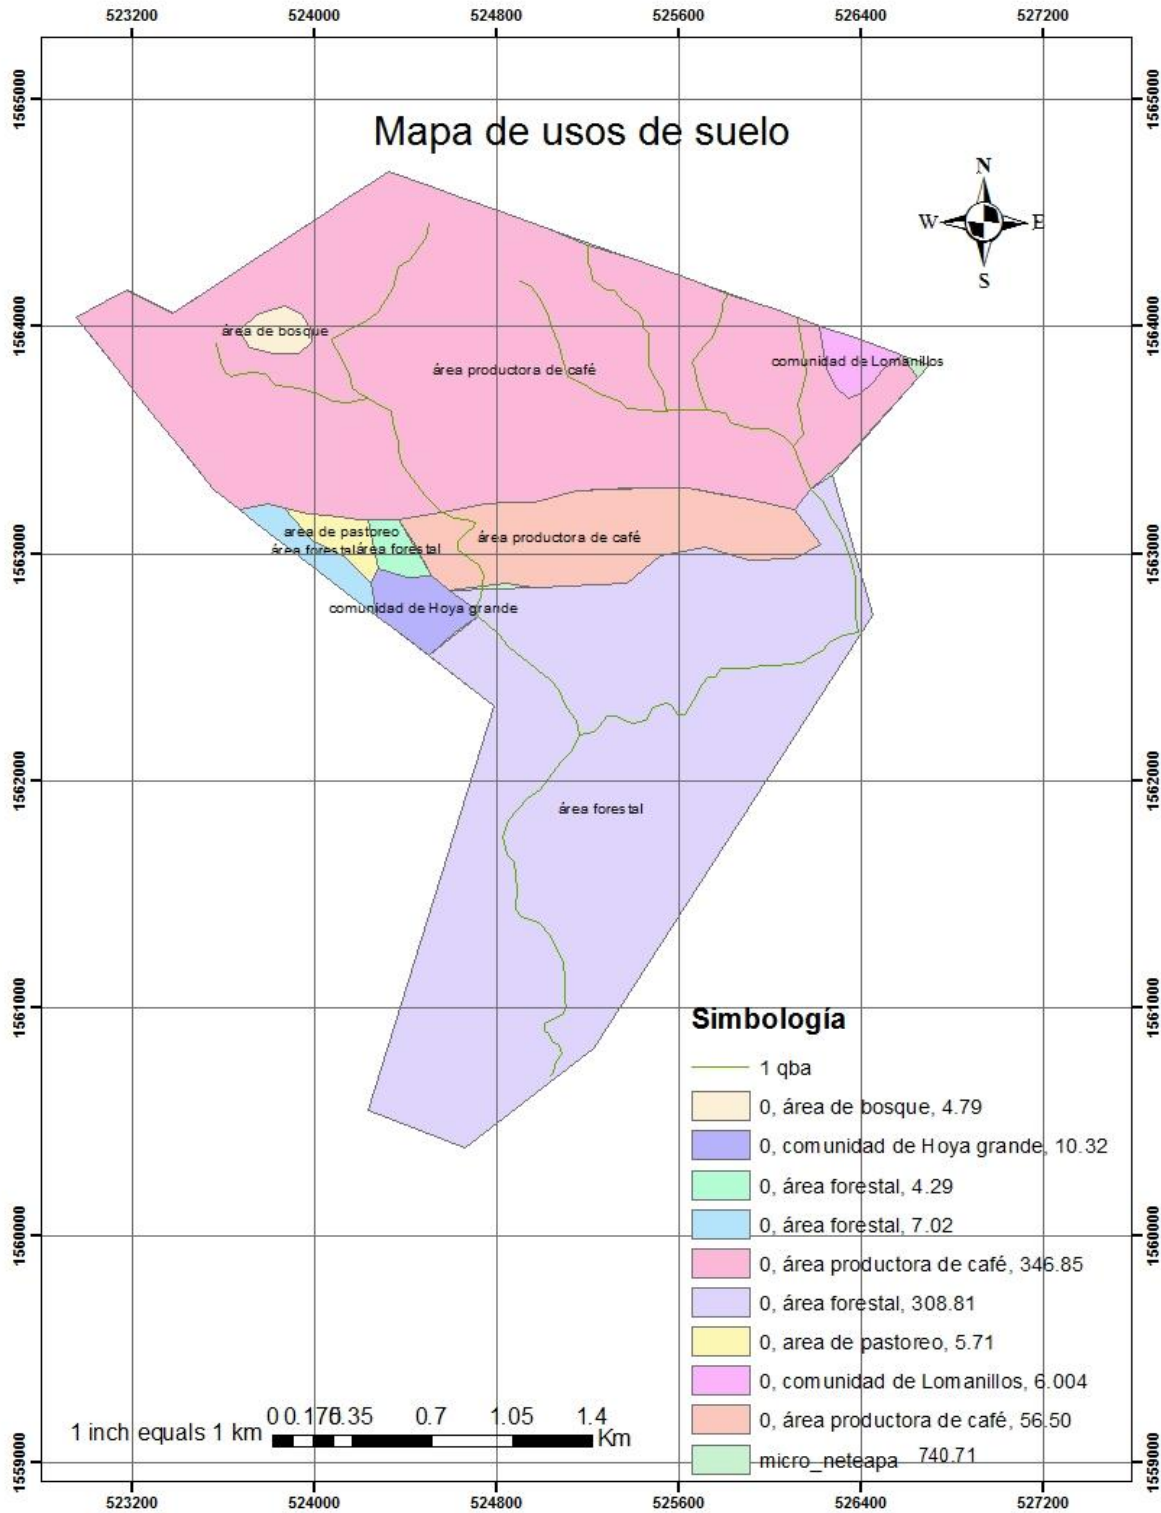 523200 524000 524800 525600 526400 527200
1565000 1565000
Mapa de usos de suelo
N
W E
S
1564000 1564000
área de bosque
comunidad de Lomanillos
área productora de café
área de pastoreo
área productora de café
área forestal área forestal
1563000 1563000
comunidad de Hoya grande
1562000 1562000
área forestal
1561000 1561000
Simbología
1 qba
0, área de bosque, 4.79
0, comunidad de Hoya grande, 10.32
0, área forestal, 4.29
0, área forestal, 7.02
1560000 1560000
0, área productora de café, 346.85
0, área forestal, 308.81
0, area de pastoreo, 5.71
0, comunidad de Lomanillos, 6.004
0, área productora de café, 56.50
micro_neteapa 740.71
0 0.175 0.35 0.7 1.05 1.4
1 inch equals 1 km Km
1559000 1559000
523200 524000 524800 525600 526400 527200